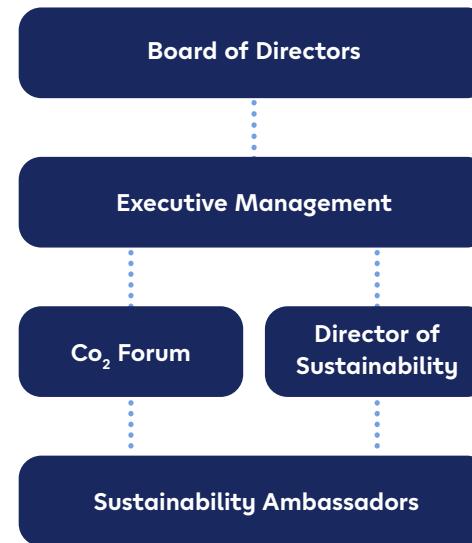 Board of Directors
Executive Management
Co₂ Forum
Director of
Sustainability
Sustainability Ambassadors